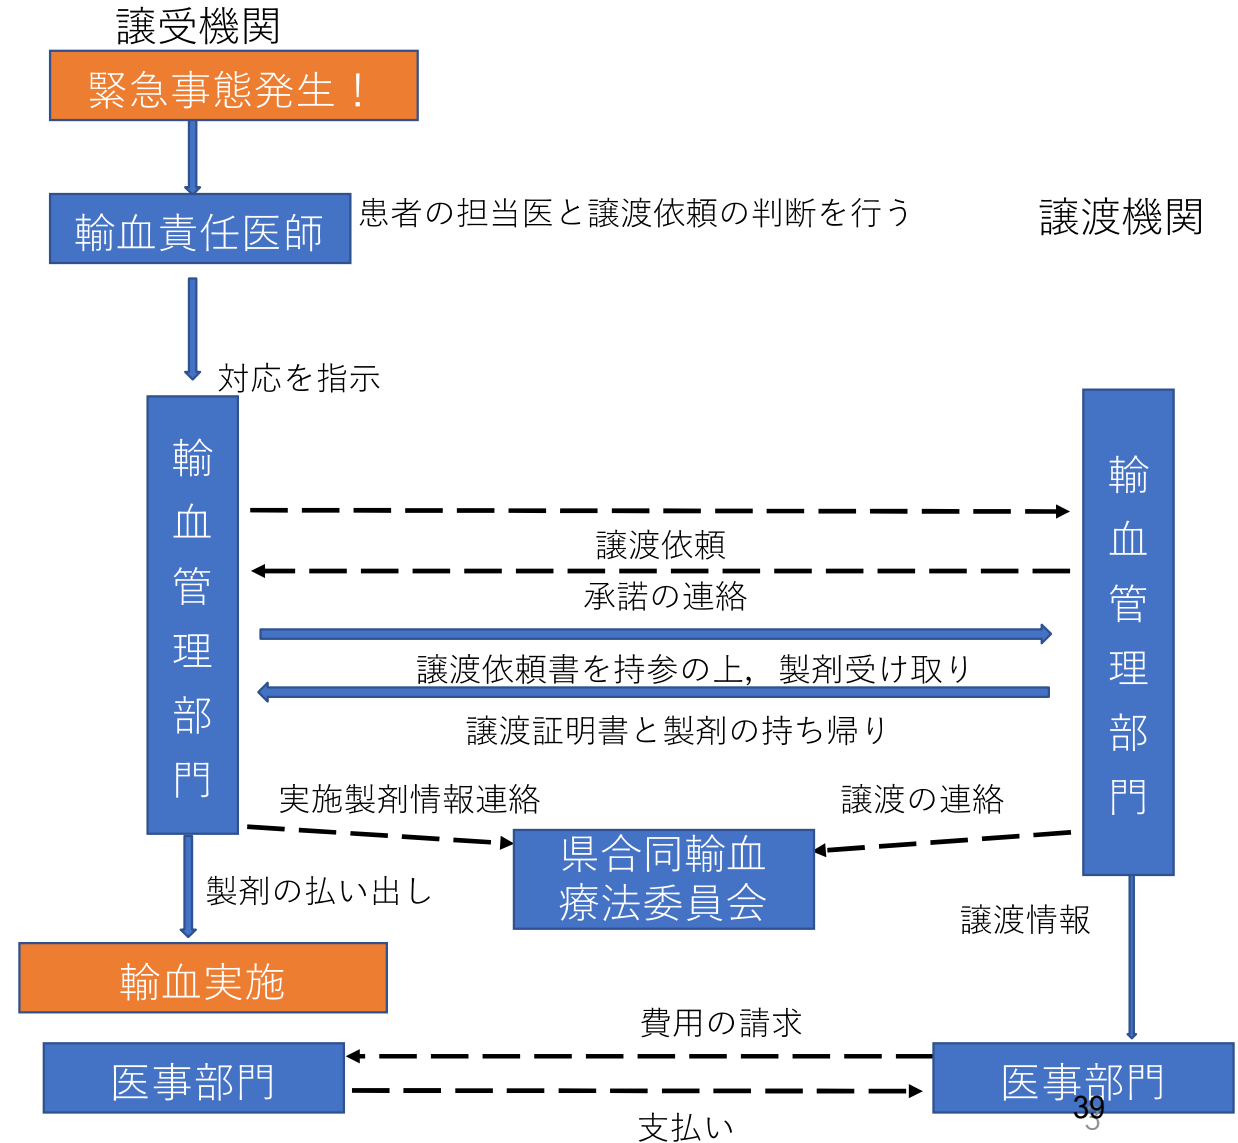 譲受機関
緊急事態発生！
輸血責任医師
患者の担当医と譲渡依頼の判断を行う
譲渡機関
対応を指示
輸血管理部門
輸血管理部門
譲渡依頼
承諾の連絡
譲渡依頼書を持参の上，製剤受け取り
譲渡証明書と製剤の持ち帰り
実施製剤情報連絡
譲渡の連絡
県合同輸血
療法委員会
製剤の払い出し
譲渡情報
輸血実施
費用の請求
医事部門
医事部門
支払い
39